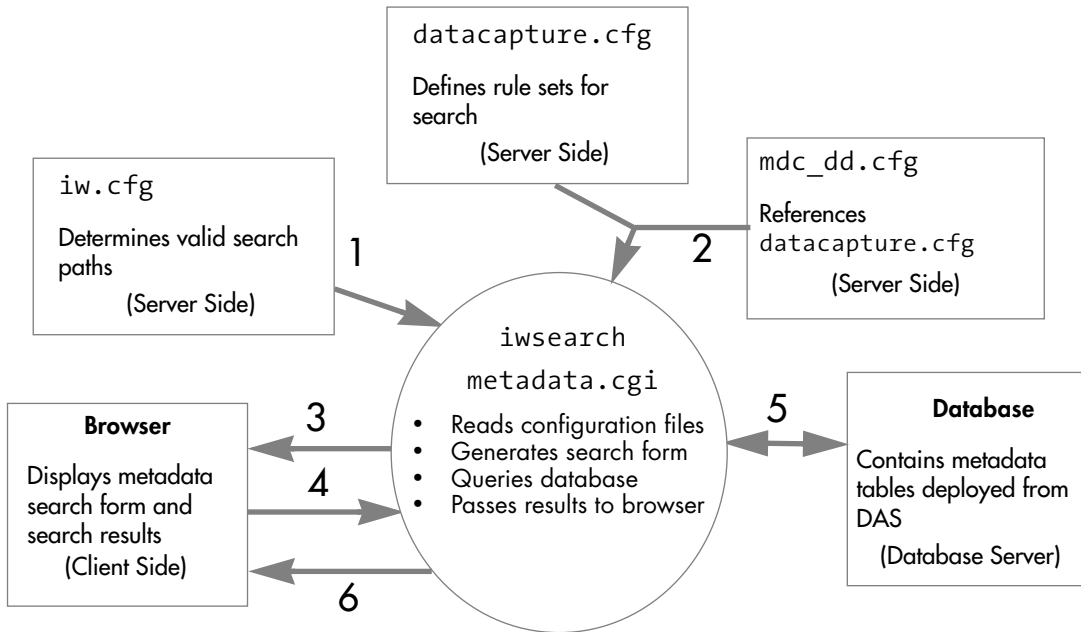 datacapture.cfg
Defines rule sets for
search
(Server Side)
iw.cfg
Determines valid search
paths
(Server Side)
1
mdc_dd.cfg
References
datacapture.cfg
(Server Side)
2
iwsearch
metadata.cgi
• Reads configuration files
• Generates search form
• Queries database
• Passes results to browser
Browser
Displays metadata
search form and
search results
(Client Side)
3
4
6
5
Database
Contains metadata
tables deployed from
DAS
(Database Server)